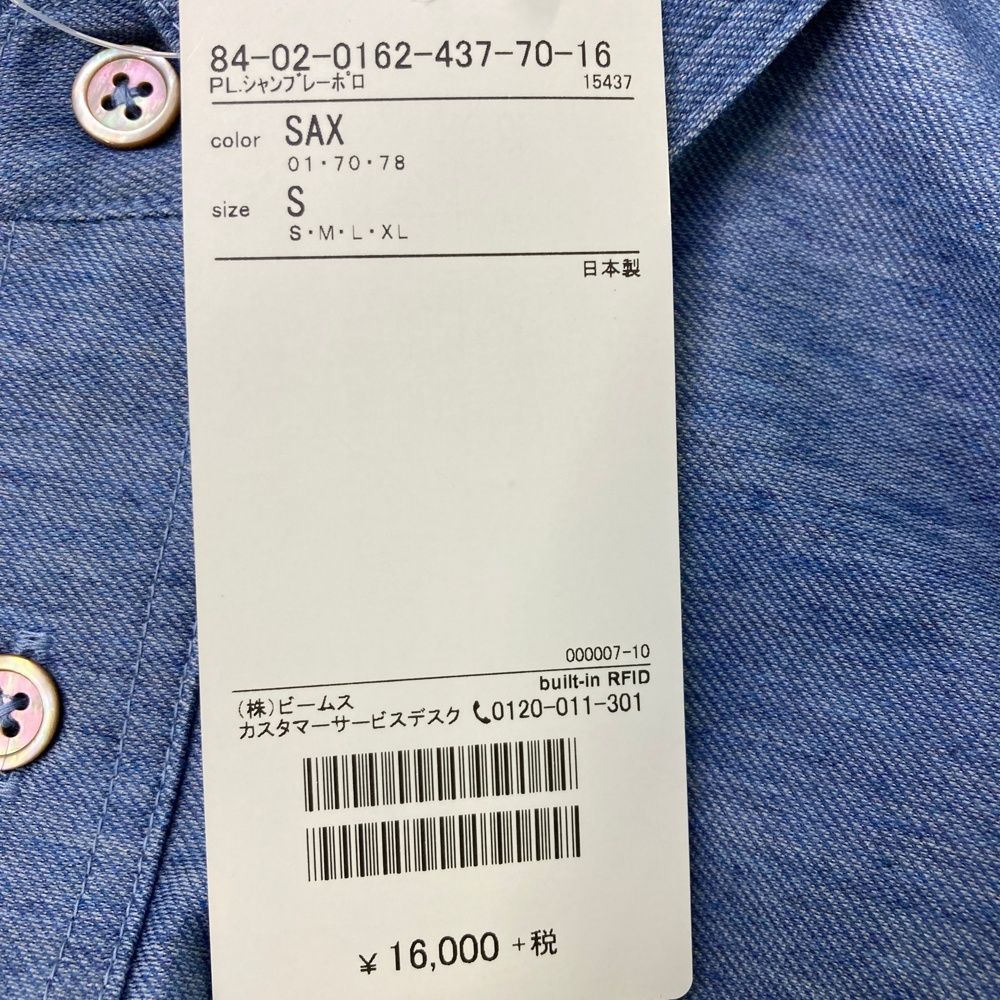 84-02-0162-437-70-16
PL.シャンブレーポロ 15437
color SAX
01・70・78
size S
S・M・L・XL
日本製
000007-10
built-in RFID
(株)ビームス
カスタマーサービスデスク 0120-011-301
¥ 16,000 +税